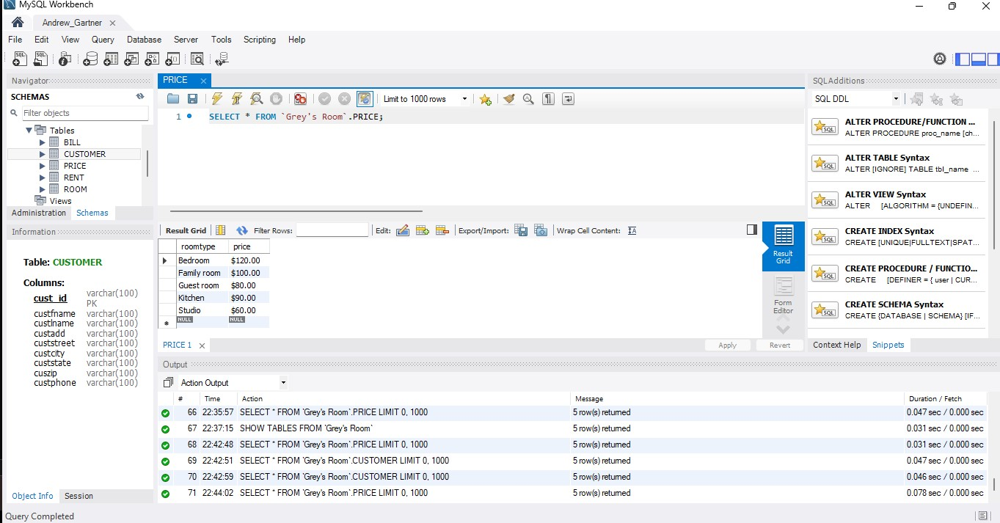 MySQL Workbench
Andrew_Gartner
File Edit View Query Database Server Tools Scripting Help
Navigator
SCHEMAS
Filter objects
Tables
BILL
CUSTOMER
PRICE
RENT
ROOM
Views
Administration Schemas
Information
Table: CUSTOMER
Columns:
cust_id varchar(100) PK
custfname varchar(100)
custlname varchar(100)
custadd varchar(100)
custstreet varchar(100)
custcity varchar(100)
custstate varchar(100)
cuszip varchar(100)
custphone varchar(100)
Object Info Session
Query Completed
PRICE
Limit to 1000 rows
1 SELECT * FROM `Grey's Room`.PRICE;
Result Grid Filter Rows: Edit: Export/Import: Wrap Cell Content:
roomtype price
Bedroom $120.00
Family room $100.00
Guest room $80.00
Kitchen $90.00
Studio $60.00
NULL NULL
Result Grid
Form Editor
PRICE 1
Apply Revert
Output
Action Output
# Time Action Message Duration / Fetch
66 22:35:57 SELECT * FROM `Grey's Room`.PRICE LIMIT 0, 1000 5 row(s) returned 0.047 sec / 0.000 sec
67 22:37:15 SHOW TABLES FROM `Grey's Room` 5 row(s) returned 0.031 sec / 0.000 sec
68 22:42:48 SELECT * FROM `Grey's Room`.PRICE LIMIT 0, 1000 5 row(s) returned 0.031 sec / 0.000 sec
69 22:42:51 SELECT * FROM `Grey's Room`.CUSTOMER LIMIT 0, 1000 5 row(s) returned 0.047 sec / 0.000 sec
70 22:42:59 SELECT * FROM `Grey's Room`.CUSTOMER LIMIT 0, 1000 5 row(s) returned 0.046 sec / 0.000 sec
71 22:44:02 SELECT * FROM `Grey's Room`.PRICE LIMIT 0, 1000 5 row(s) returned 0.078 sec / 0.000 sec
SQLAdditions
SQL DDL
ALTER PROCEDURE/FUNCTION ...
ALTER PROCEDURE proc_name [ch...
ALTER TABLE Syntax
ALTER [IGNORE] TABLE tbl_name ...
ALTER VIEW Syntax
ALTER [ALGORITHM = {UNDEFIN...
CREATE INDEX Syntax
CREATE [UNIQUE|FULLTEXT|SPAT...
CREATE PROCEDURE / FUNCTIO...
CREATE [DEFINER = { user | CUR...
CREATE SCHEMA Syntax
CREATE {DATABASE | SCHEMA} [IF...
Context Help Snippets